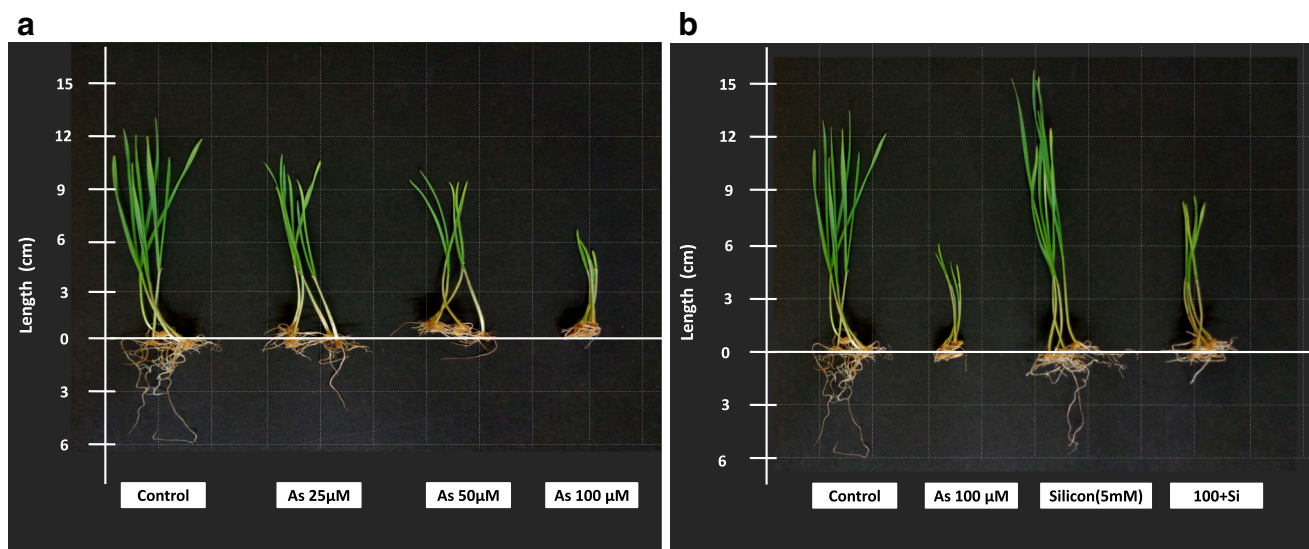 a
15
12
9
6
3
0
3
6
Length (cm)
Control
As 25µM
As 50µM
As 100 µM
b
15
12
9
6
3
0
3
6
Length (cm)
Control
As 100 µM
Silicon(5mM)
100+Si